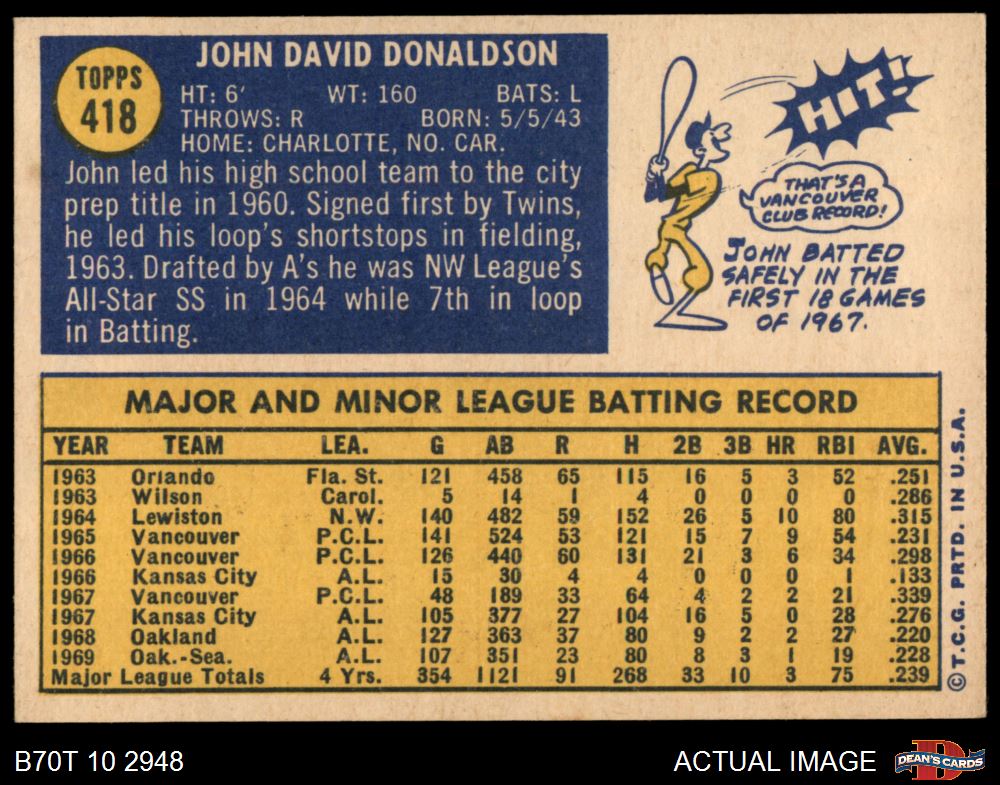 TOPPS
418
JOHN DAVID DONALDSON
HT: 6' WT: 160 BATS: L
THROWS: R BORN: 5/5/43
HOME: CHARLOTTE, NO. CAR.
John led his high school team to the city
prep title in 1960. Signed first by Twins,
he led his loop's shortstops in fielding,
1963. Drafted by A's he was NW League's
All-Star SS in 1964 while 7th in loop
in Batting.
HIT!
THAT'S A
VANCOUVER
CLUB RECORD!
JOHN BATTED
SAFELY IN THE
FIRST 18 GAMES
OF 1967.
MAJOR AND MINOR LEAGUE BATTING RECORD
YEAR TEAM LEA. G AB R H 2B 3B HR RBI AVG.
1963 Orlando Fla. St. 121 458 65 115 16 5 3 52 .251
1963 Wilson Carol. 5 14 1 4 0 0 0 0 .286
1964 Lewiston N.W. 140 482 59 152 26 5 10 80 .315
1965 Vancouver P.C.L. 141 524 53 121 15 7 9 54 .231
1966 Vancouver P.C.L. 126 440 60 131 21 3 6 34 .298
1966 Kansas City A.L. 15 30 4 4 0 0 0 1 .133
1967 Vancouver P.C.L. 48 189 33 64 4 2 2 21 .339
1967 Kansas City A.L. 105 377 27 104 16 5 0 28 .276
1968 Oakland A.L. 127 363 37 80 9 2 2 27 .220
1969 Oak.-Sea. A.L. 107 351 23 80 8 3 1 19 .228
Major League Totals 4 Yrs. 354 1121 91 268 33 10 3 75 .239
©T.C.G. PRTD. IN U.S.A.
B70T 10 2948
ACTUAL IMAGE
D
DEAN'S CARDS